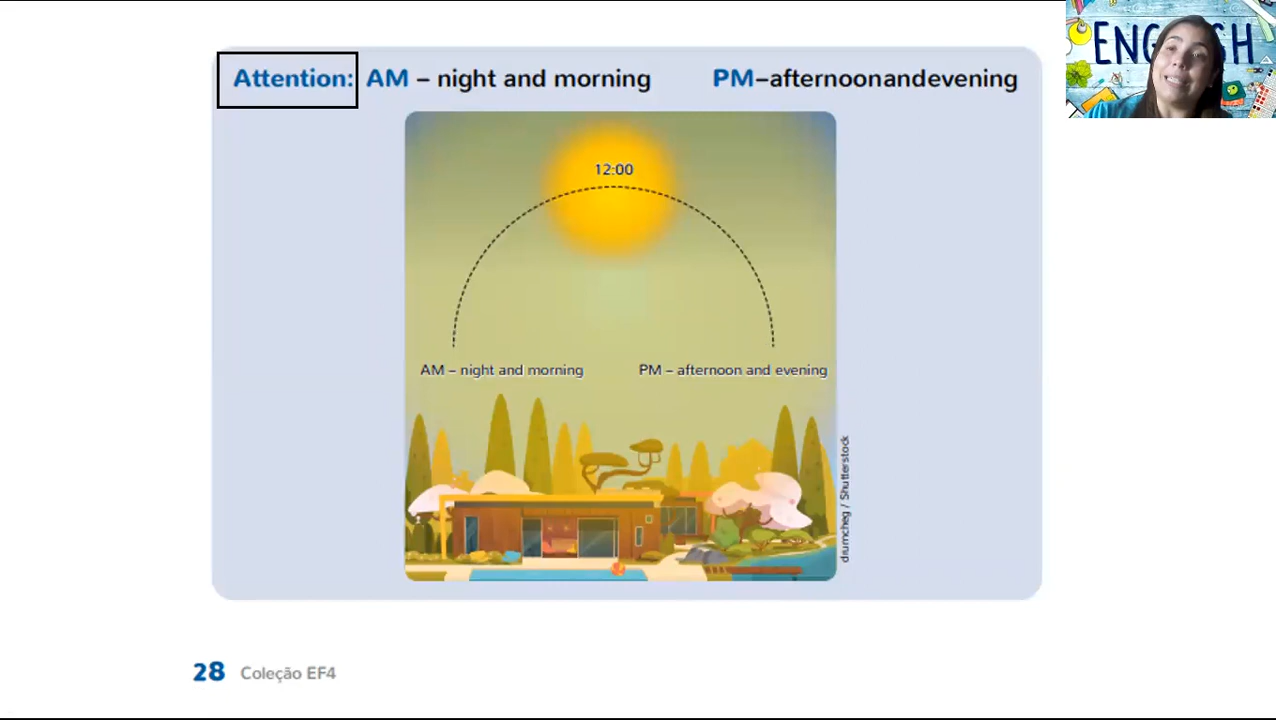 Attention: AM – night and morning PM–afternoonandevening
ENGLISH
12:00
AM – night and morning PM – afternoon and evening
drumcheg / Shutterstock
28 Coleção EF4